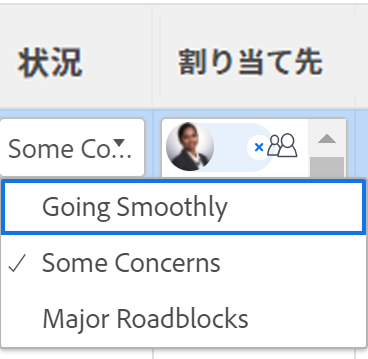 状況 割り当て先
Some Co...
Going Smoothly
Some Concerns
Major Roadblocks